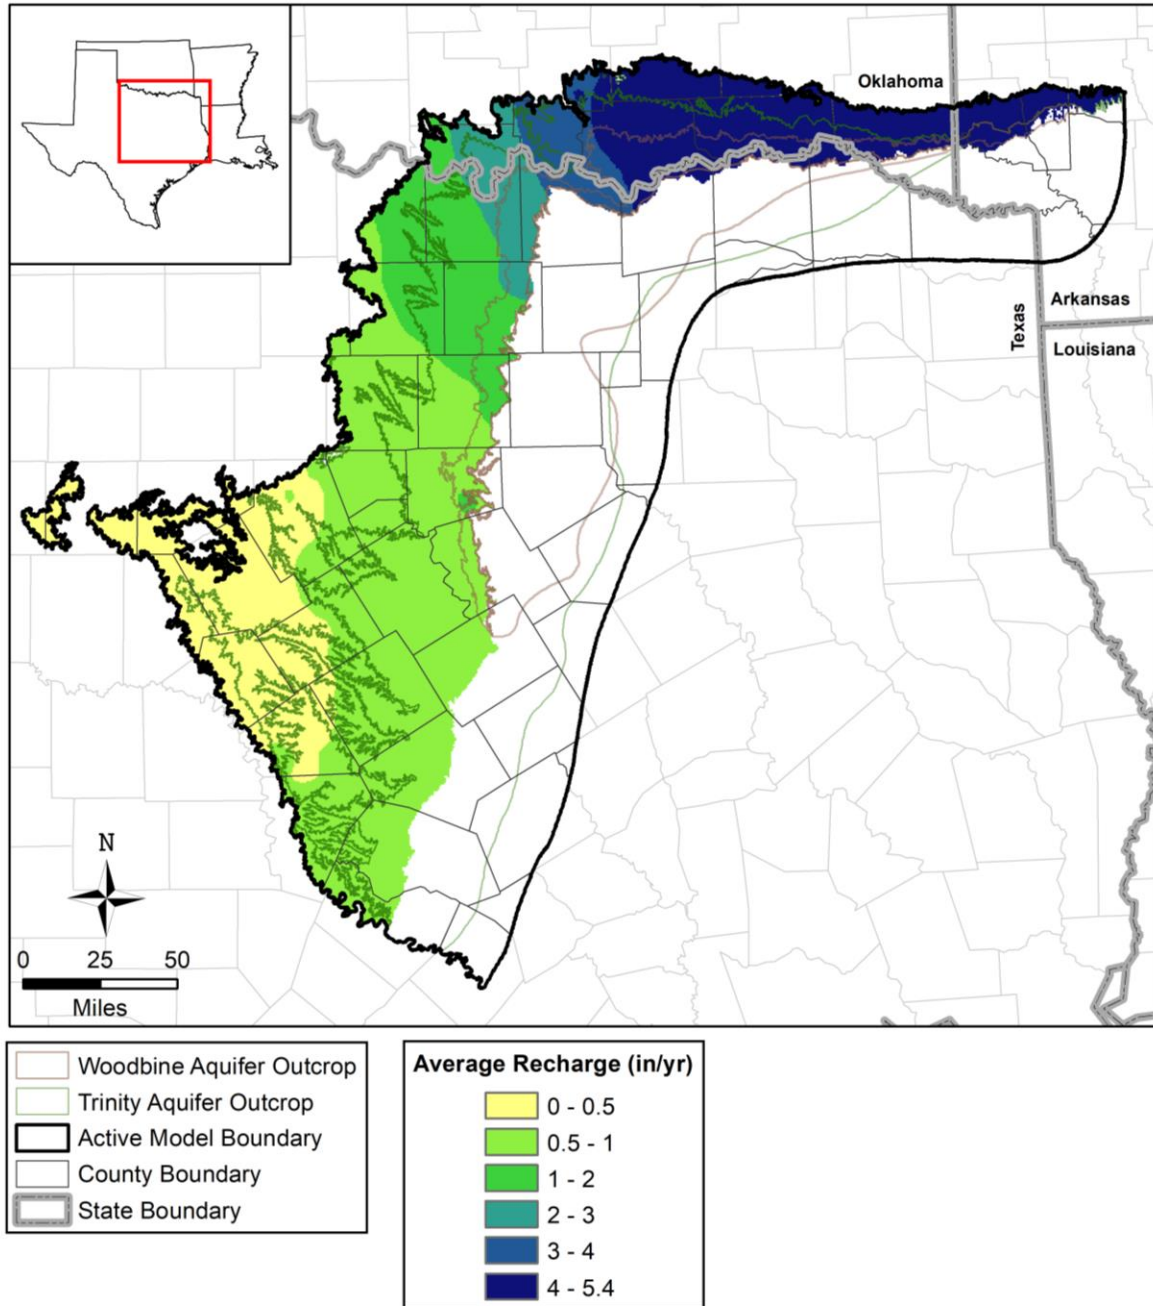 Oklahoma
Arkansas
Texas
Louisiana
N
0 25 50
Miles
Woodbine Aquifer Outcrop
Trinity Aquifer Outcrop
Active Model Boundary
County Boundary
State Boundary
Average Recharge (in/yr)
0 - 0.5
0.5 - 1
1 - 2
2 - 3
3 - 4
4 - 5.4